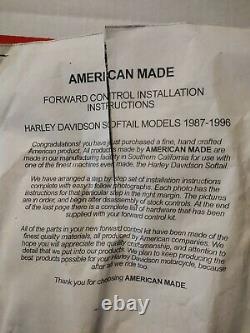 AMERICAN MADE
FORWARD CONTROL INSTALLATION
INSTRUCTIONS
HARLEY DAVIDSON SOFTAIL MODELS 1987-1996
Congratulations! you have just purchased a fine, hand crafted
American product. All products made by AMERICAN MADE are
made in our manufacturing facility in Southern California for use with
one of the finest machines ever made, the Harley Davidson Softail.
We have arranged a step by step set of installation instructions
complete with easy to follow photographs. Each photo has the
instructions for that particular step in the right margin. The pictures
are in order, and begin after disassembly of stock controls. At the end
of the last page there is a complete list of hardware that has been
supplied with your forward control kit.
All of the parts in your new forward control kit have been made of the
finest quality materials, all produced by American companies. We
hope you will appreciate the quality craftsmanship, and attention to
detail that we put into our products. We plan to keep producing the
best products possible for your Harley Davidson motorcycle, because
after all we ride too.
Thank you for choosing AMERICAN MADE.